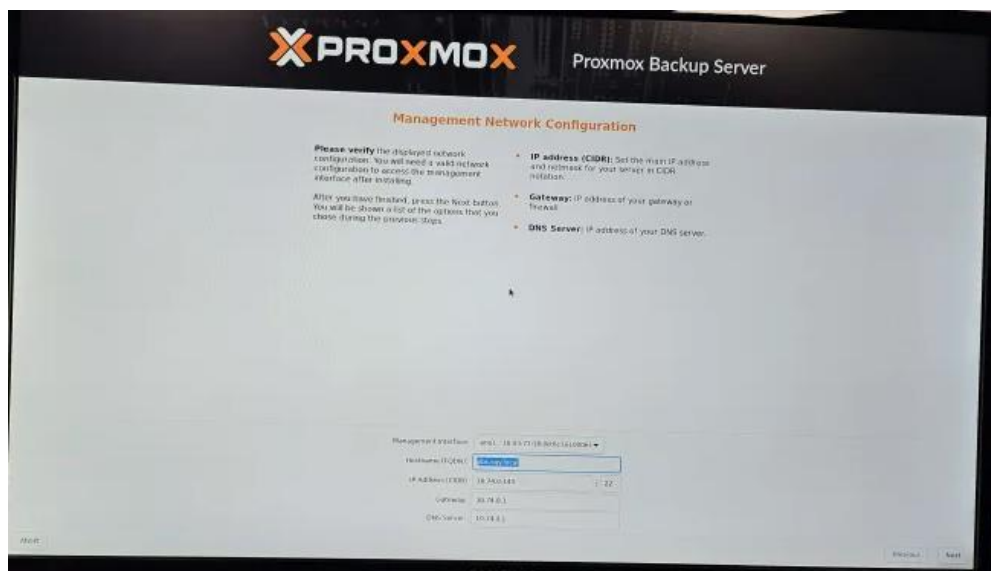 PROXMOX
Proxmox Backup Server
Management Network Configuration
Please verify the displayed network
configuration. You will need a valid network
configuration to access the management
interface after installing.
After you have finished, press the Next button.
You will be shown a list of the options that you
chose during the previous steps.
IP address (CIDR): Set the main IP address
and netmask for your server in CIDR
notation.
Gateway: IP address of your gateway or
firewall
DNS Server: IP address of your DNS server.
Management Interface
Hostname (FQDN)
IP Address (CIDR)
/ 22
Gateway
DNS Server
Abort
Previous
Next